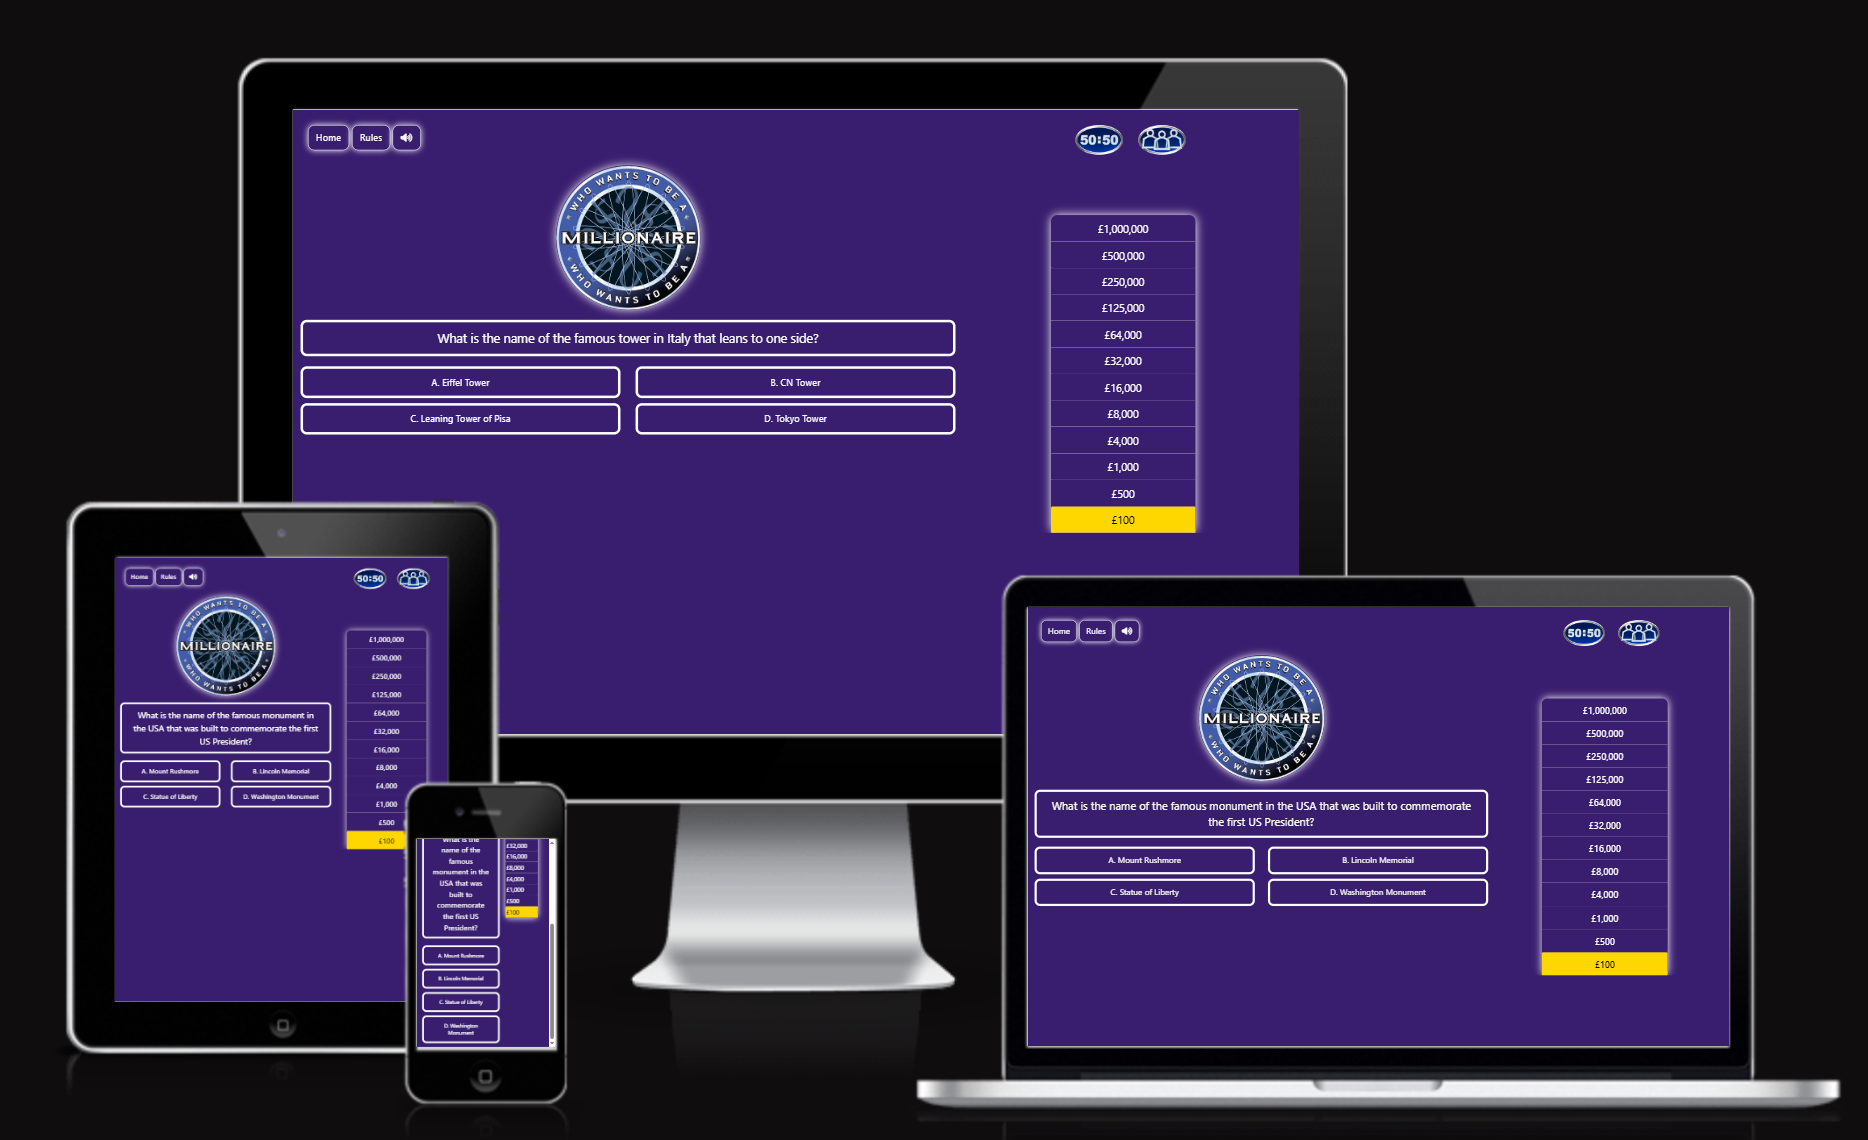 Home Rules
50:50
WHO WANTS TO BE A
MILLIONAIRE
WHO WANTS TO BE A
What is the name of the famous tower in Italy that leans to one side?
A. Eiffel Tower
B. CN Tower
C. Leaning Tower of Pisa
D. Tokyo Tower
£1,000,000
£500,000
£250,000
£125,000
£64,000
£32,000
£16,000
£8,000
£4,000
£1,000
£500
£100
Home Rules
50:50
WHO WANTS TO BE A
MILLIONAIRE
WHO WANTS TO BE A
What is the name of the famous monument in
the USA that was built to commemorate the first
US President?
A. Mount Rushmore
B. Lincoln Memorial
C. Statue of Liberty
D. Washington Monument
£1,000,000
£500,000
£250,000
£125,000
£64,000
£32,000
£16,000
£8,000
£4,000
£1,000
£500
£100
What is the
name of the
famous
monument in the
USA that was
built to
commemorate
the first US
President?
A. Mount Rushmore
B. Lincoln Memorial
C. Statue of Liberty
D. Washington
Monument
£32,000
£16,000
£8,000
£4,000
£1,000
£500
£100
Home Rules
50:50
WHO WANTS TO BE A
MILLIONAIRE
WHO WANTS TO BE A
What is the name of the famous monument in the USA that was built to commemorate
the first US President?
A. Mount Rushmore
B. Lincoln Memorial
C. Statue of Liberty
D. Washington Monument
£1,000,000
£500,000
£250,000
£125,000
£64,000
£32,000
£16,000
£8,000
£4,000
£1,000
£500
£100